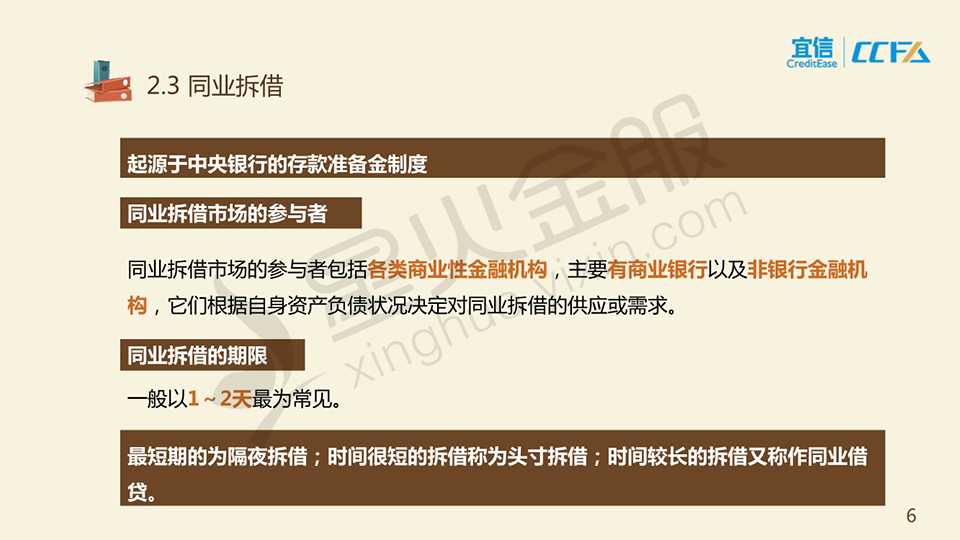 宜信
CreditEase
CCFA
2.3 同业拆借
起源于中央银行的存款准备金制度
同业拆借市场的参与者
同业拆借市场的参与者包括各类商业性金融机构，主要有商业银行以及非银行金融机
构，它们根据自身资产负债状况决定对同业拆借的供应或需求。
同业拆借的期限
一般以1～2天最为常见。
最短期的为隔夜拆借；时间很短的拆借称为头寸拆借；时间较长的拆借又称作同业借
贷。
星火金服
xinghuo.yixin.com
6